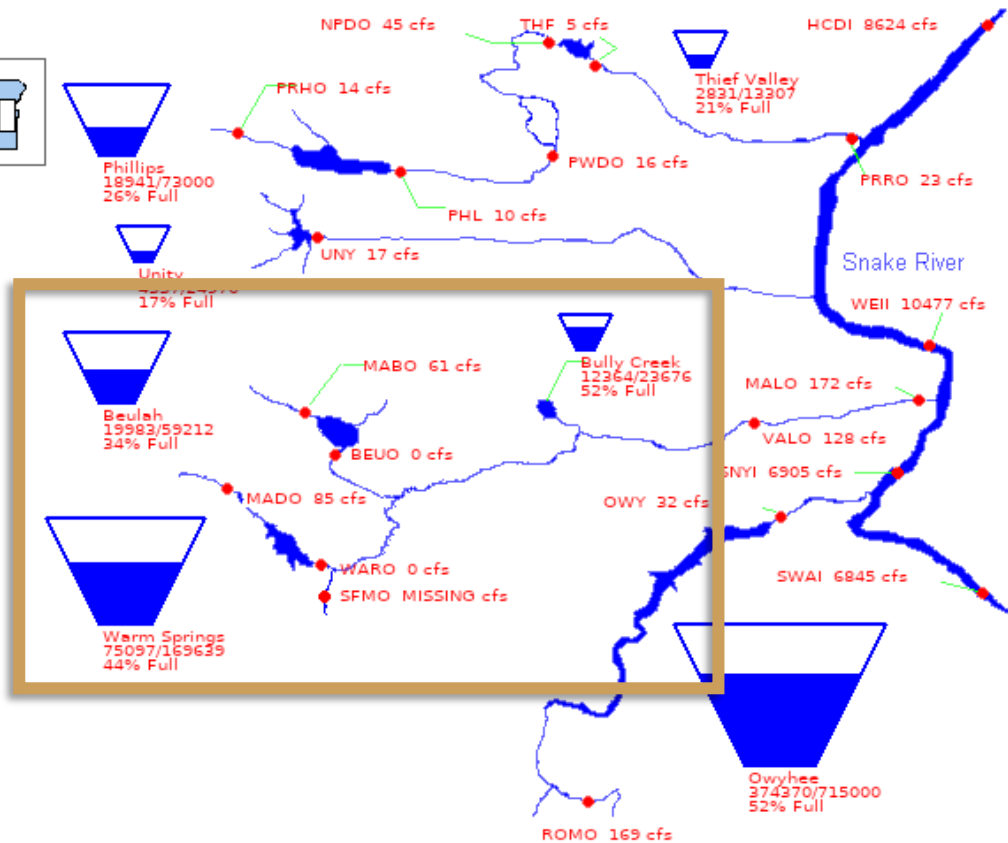 NPDO 45 cfs
THF 5 cfs
HCDI 8624 cfs
PRHO 14 cfs
Thief Valley
2831/13307
21% Full
Phillips
18941/73000
26% Full
PWDO 16 cfs
PRRO 23 cfs
PHL 10 cfs
UNY 17 cfs
Snake River
Unity
17% Full
WEII 10477 cfs
MABO 61 cfs
Bully Creek
12364/23676
52% Full
MALO 172 cfs
Beulah
19983/59212
34% Full
VALO 128 cfs
BEUO 0 cfs
SNYI 6905 cfs
MADO 85 cfs
OWY 32 cfs
WARO 0 cfs
SWAI 6845 cfs
SFMO MISSING cfs
Warm Springs
75097/169639
44% Full
Owyhee
374370/715000
52% Full
ROMO 169 cfs